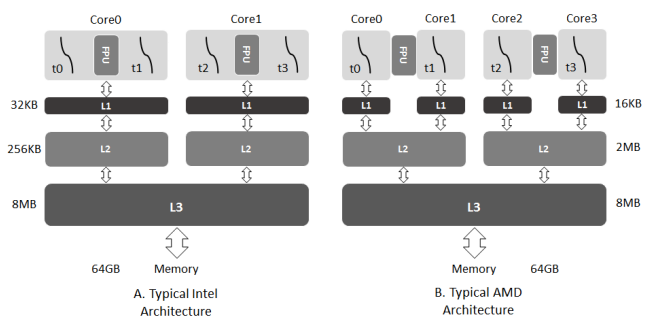 Core0 Core1 Core0 Core1 Core2 Core3
t0 FPU t1 t2 FPU t3 t0 FPU t1 t2 FPU t3
32KB L1 L1 L1 L1 L1 L1 16KB
256KB L2 L2 L2 L2 2MB
8MB L3 L3 8MB
64GB Memory Memory 64GB
A. Typical Intel B. Typical AMD
Architecture Architecture